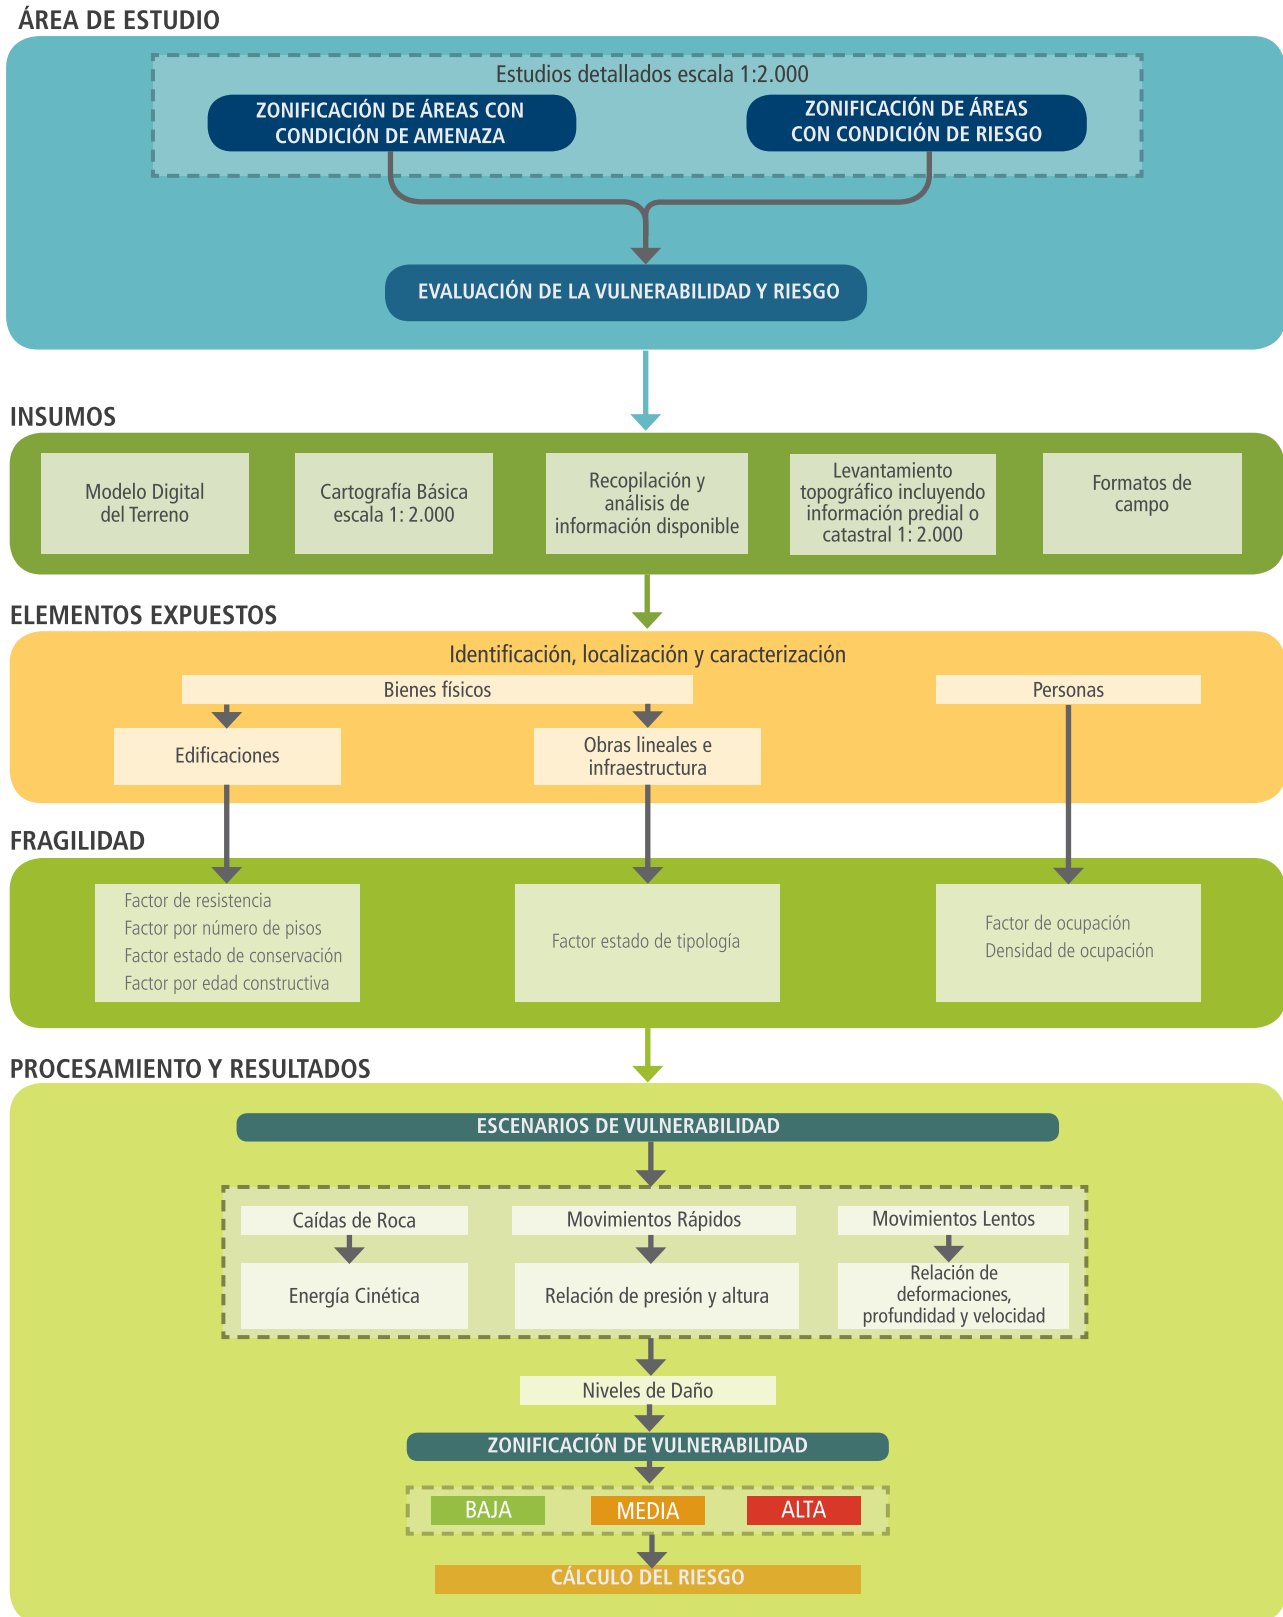 ÁREA DE ESTUDIO
Estudios detallados escala 1:2.000
ZONIFICACIÓN DE ÁREAS CON
CONDICIÓN DE AMENAZA
ZONIFICACIÓN DE ÁREAS
CON CONDICIÓN DE RIESGO
EVALUACIÓN DE LA VULNERABILIDAD Y RIESGO
INSUMOS
Modelo Digital
del Terreno
Cartografía Básica
escala 1: 2.000
Recopilación y
análisis de
información disponible
Levantamiento
topográfico incluyendo
información predial o
catastral 1: 2.000
Formatos de
campo
ELEMENTOS EXPUESTOS
Identificación, localización y caracterización
Bienes físicos
Personas
Edificaciones
Obras lineales e
infraestructura
FRAGILIDAD
Factor de resistencia
Factor por número de pisos
Factor estado de conservación
Factor por edad constructiva
Factor estado de tipología
Factor de ocupación
Densidad de ocupación
PROCESAMIENTO Y RESULTADOS
ESCENARIOS DE VULNERABILIDAD
Caídas de Roca
Movimientos Rápidos
Movimientos Lentos
Energía Cinética
Relación de presión y altura
Relación de
deformaciones,
profundidad y velocidad
Niveles de Daño
ZONIFICACIÓN DE VULNERABILIDAD
BAJA
MEDIA
ALTA
CÁLCULO DEL RIESGO